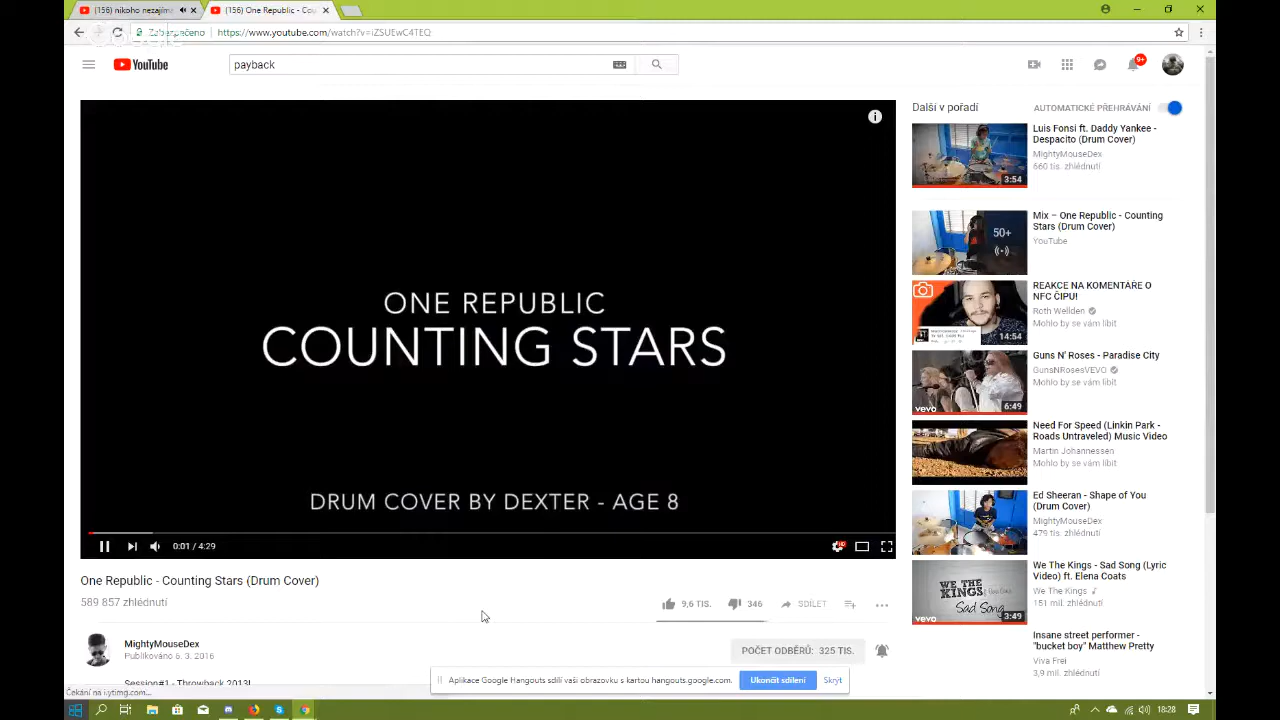 (156) nikoho nezajíma
(156) One Republic - Cou
Zabezpečeno
https://www.youtube.com/watch?v=iZSUEwC4TEQ
YouTube
payback
9+
ONE REPUBLIC
COUNTING STARS
DRUM COVER BY DEXTER - AGE 8
0:01 / 4:29
One Republic - Counting Stars (Drum Cover)
589 857 zhlédnutí
9,6 TIS.
346
SDÍLET
MightyMouseDex
Publikováno 6. 3. 2016
POČET ODBĚRŮ: 325 TIS.
Session#1 - Throwback 2013!
Další v pořadí
AUTOMATICKÉ PŘEHRÁVÁNÍ
3:54
Luis Fonsi ft. Daddy Yankee -
Despacito (Drum Cover)
MightyMouseDex
660 tis. zhlédnutí
50+
Mix – One Republic - Counting
Stars (Drum Cover)
YouTube
14:54
REAKCE NA KOMENTÁŘE O
NFC ČIPU!
Roth Wellden
Mohlo by se vám líbit
vevo
6:49
Guns N' Roses - Paradise City
GunsNRosesVEVO
Mohlo by se vám líbit
Need For Speed (Linkin Park -
Roads Untraveled) Music Video
Martin Johannessen
Mohlo by se vám líbit
Ed Sheeran - Shape of You
(Drum Cover)
MightyMouseDex
479 tis. zhlédnutí
WE THE
KINGS
Sad Song
3:49
We The Kings - Sad Song (Lyric
Video) ft. Elena Coats
We The Kings
151 mil. zhlédnutí
Insane street performer -
"bucket boy" Matthew Pretty
Viva Frei
3,9 mil. zhlédnutí
Aplikace Google Hangouts sdílí vaši obrazovku s kartou hangouts.google.com.
Ukončit sdílení
Skrýt
Čekání na i.ytimg.com...
18:28